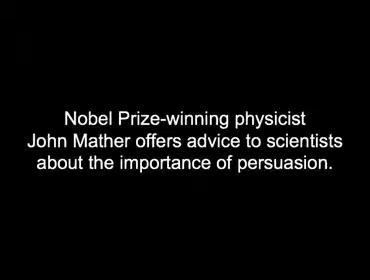 Nobel Prize-winning physicist
John Mather offers advice to scientists
about the importance of persuasion.